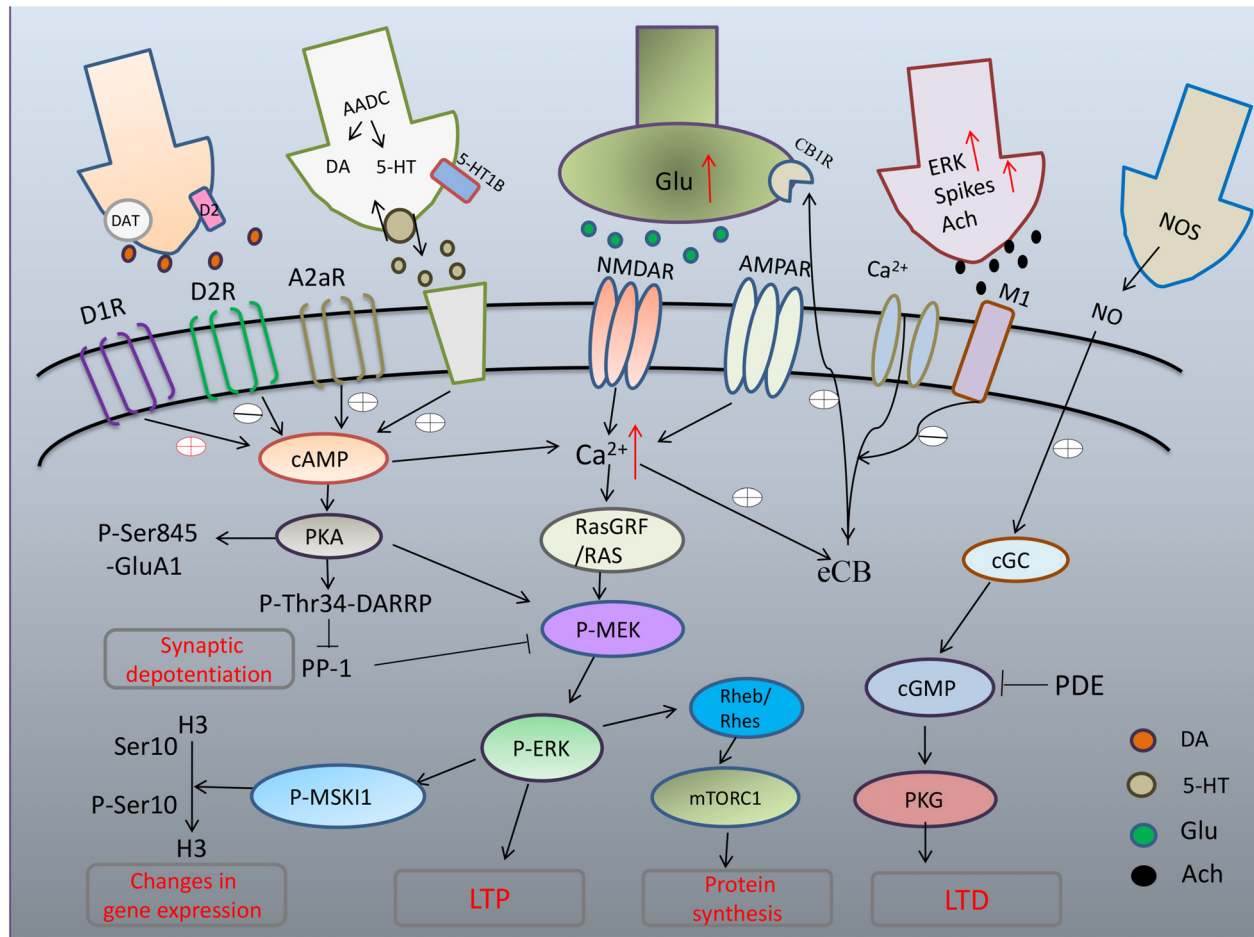 AADC
DA
5-HT
5-HT1B
DAT
D2
Glu
CB1R
ERK
Spikes
Ach
NOS
D1R
D2R
A2aR
NMDAR
AMPAR
Ca²⁺
M1
NO
cAMP
Ca²⁺
PKA
P-Ser845
-GluA1
RasGRF
/RAS
eCB
cGC
P-Thr34-DARRP
P-MEK
Synaptic
depotentiation
PP-1
cGMP
PDE
Rheb/
Rhes
H3
Ser10
P-ERK
P-MSKI1
P-Ser10
H3
mTORC1
PKG
DA
5-HT
Glu
Ach
Changes in
gene expression
LTP
Protein
synthesis
LTD